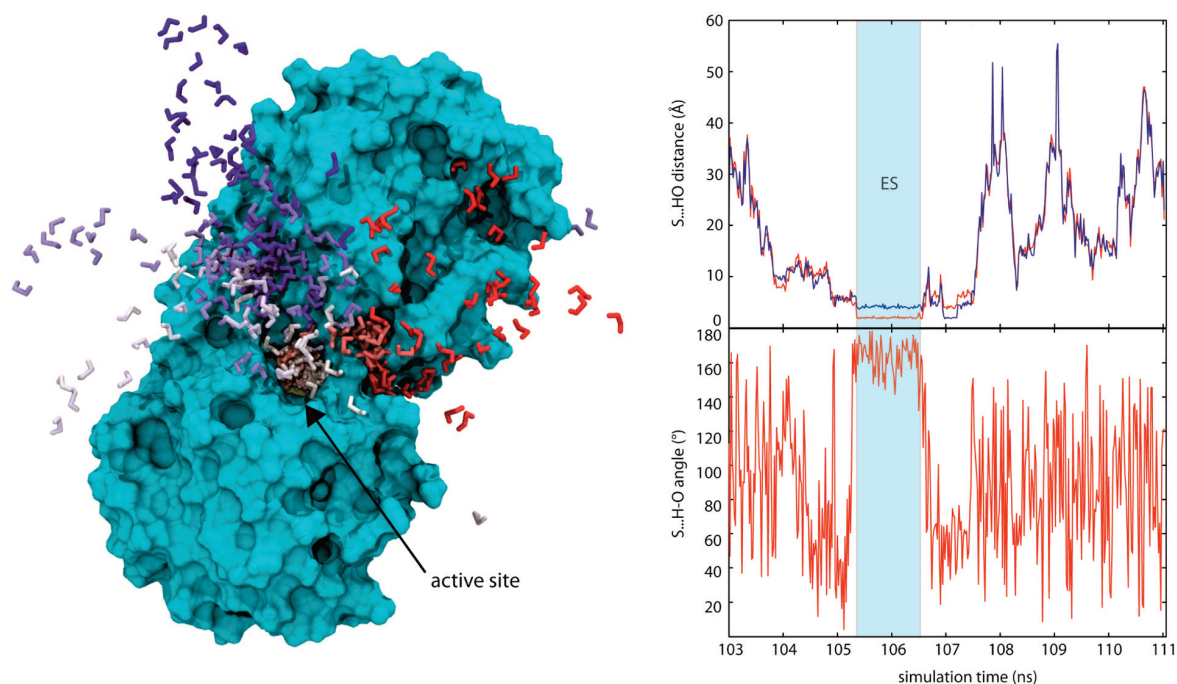 active site
60
50
40
30
20
10
0
S...HO distance (Å)
ES
180
160
140
120
100
80
60
40
20
S...H-O angle (°)
103 104 105 106 107 108 109 110 111
simulation time (ns)